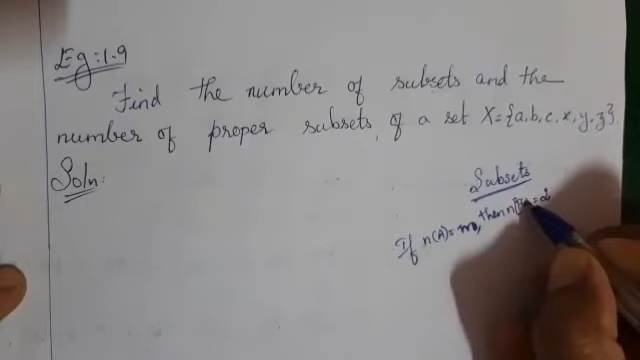 Eg:1.9
Find the number of subsets and the
number of proper subsets of a set X={a,b,c,x,y,z}.
Soln:
Subsets
If n(A)=m, then n[P(A)]=2